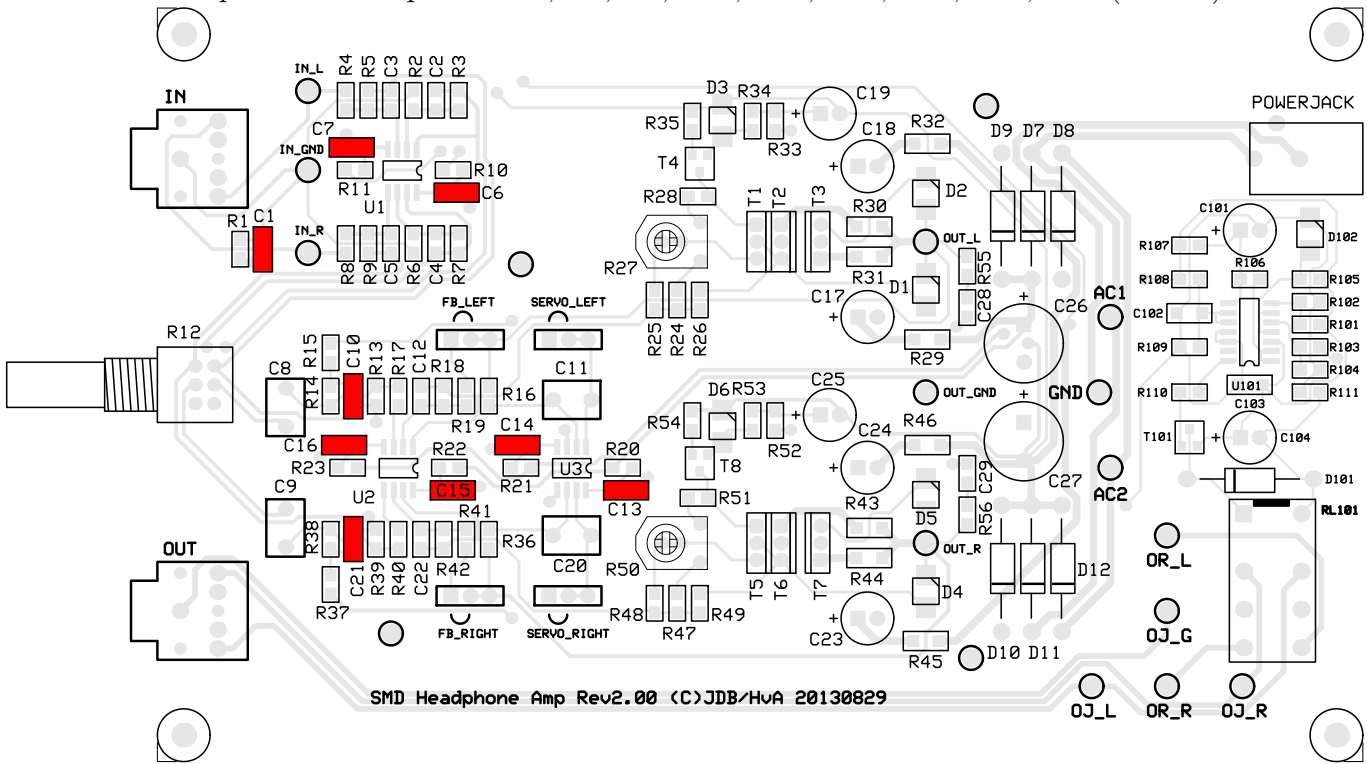 IN
IN_L
R4
R5
C3
R2
C2
R3
C7
IN_GND
R11
R10
U1
C6
R1
C1
IN_R
R8
R9
C5
R6
C4
R7
D3
R34
R35
R33
C19
+
T4
R28
C18
+
R32
D9
D7
D8
POWERJACK
T1
T2
T3
R30
D2
OUT_L
R27
R31
R55
C17
+
D1
C28
R25
R24
R26
R29
+
C26
AC1
C101
+
D102
R107
R106
R108
R105
C102
R102
R101
R109
R103
R104
R110
U101
R111
R12
FB_LEFT
SERVO_LEFT
R15
C10
R13
R17
C12
R18
C8
R14
R16
C11
R19
C16
C14
R23
R22
R21
U3
R20
C15
C13
U2
C9
R38
C21
R39
R40
C22
R41
R42
R36
C20
R37
FB_RIGHT
SERVO_RIGHT
D6
R53
C25
+
R54
R52
OUT_GND
GND
+
C24
+
R46
T8
R51
R43
C29
C27
AC2
D5
R56
R50
OUT_R
T5
T6
T7
R44
D4
D12
R48
R47
R49
C23
+
R45
D10
D11
C103
T101
+
C104
D101
RL101
OR_L
OJ_G
OJ_L
OR_R
OJ_R
OUT
SMD Headphone Amp Rev2.00 (C)JDB/HvA 20130829